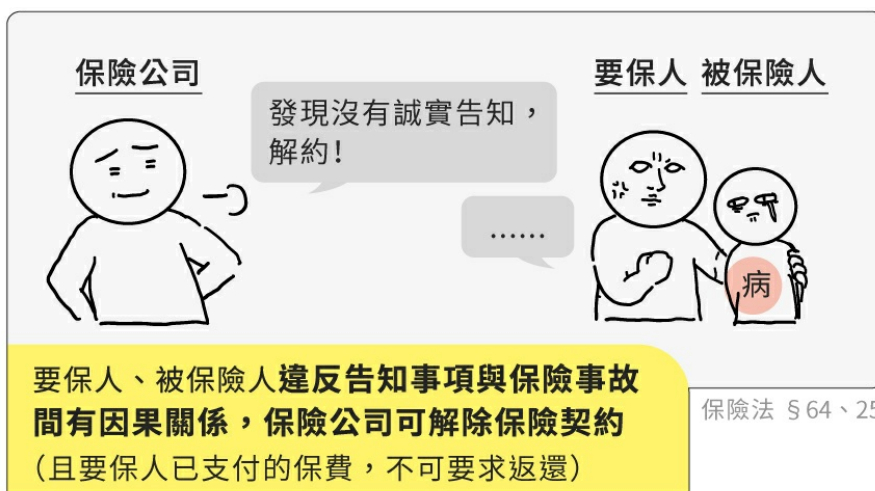 保險公司
要保人 被保險人
發現沒有誠實告知，
解約！
......
病
要保人、被保險人違反告知事項與保險事故
間有因果關係，保險公司可解除保險契約
（且要保人已支付的保費，不可要求返還）
保險法 §64、25